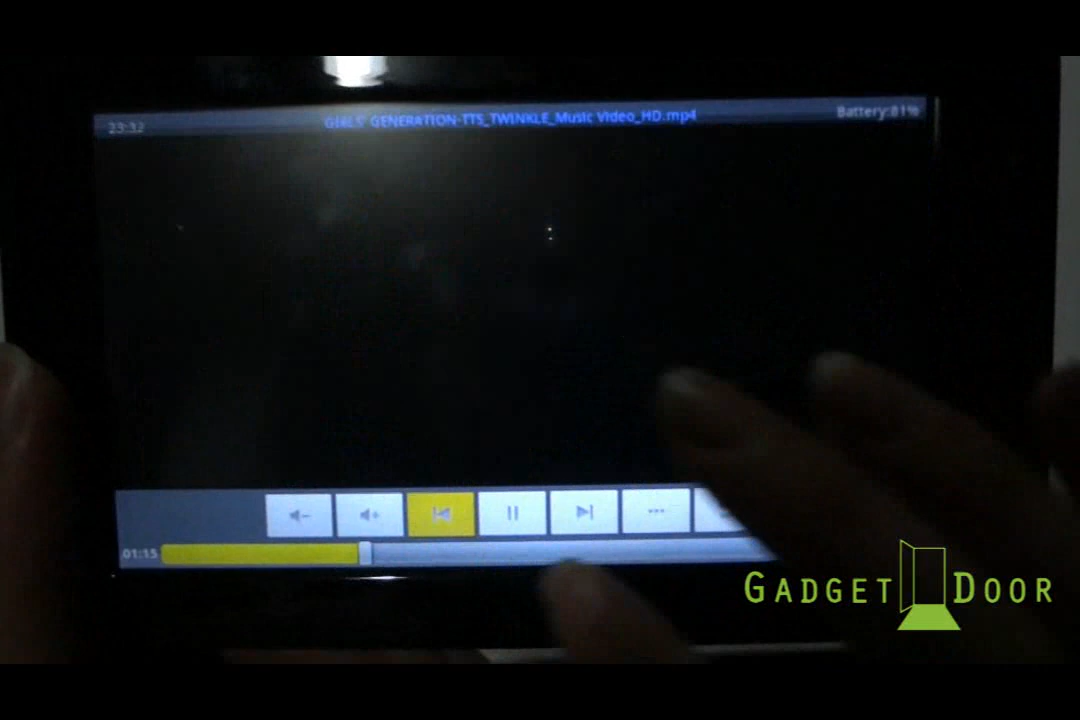 23:32
GIRLS' GENERATION-TTS_TWINKLE_Music Video_HD.mp4
Battery:81%
01:15
GADGET DOOR